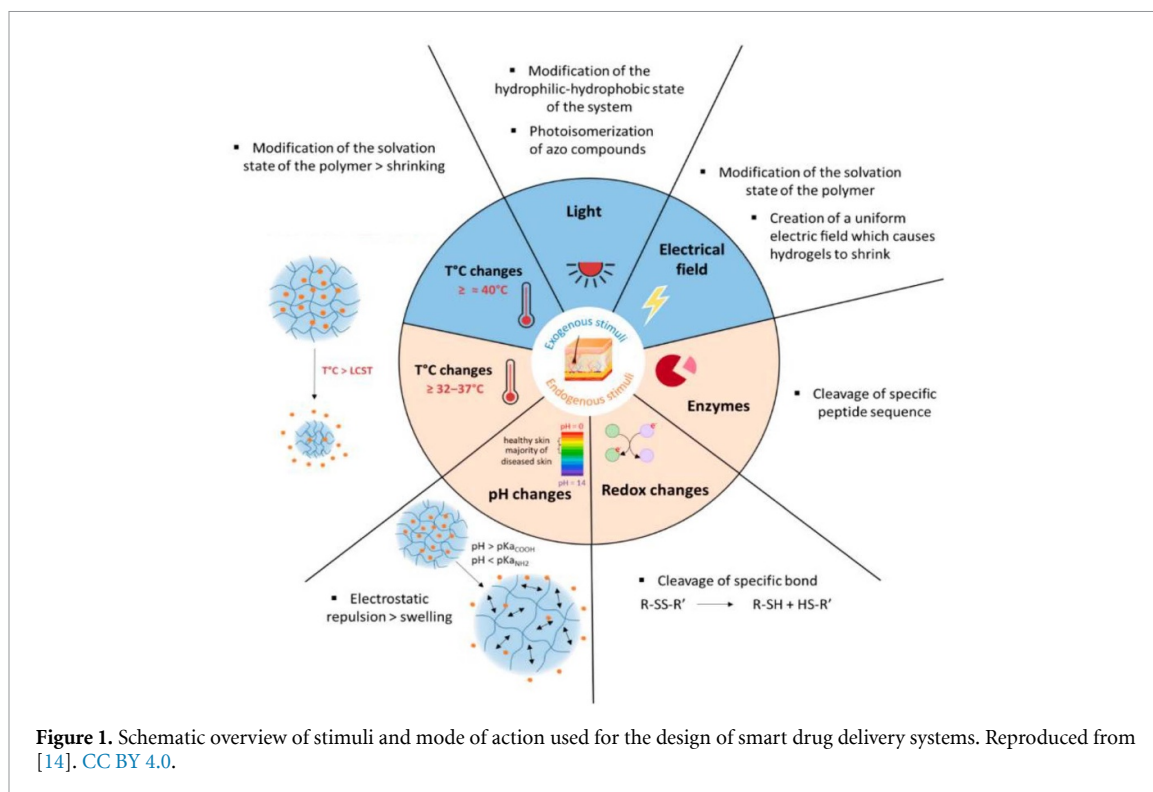 ▪ Modification of the
hydrophilic-hydrophobic state
of the system
▪ Photoisomerization
of azo compounds
▪ Modification of the solvation
state of the polymer > shrinking
▪ Modification of the solvation
state of the polymer
▪ Creation of a uniform
electric field which causes
hydrogels to shrink
Light
Electrical
field
T°C changes
≥ ≈ 40°C
Exogenous stimuli
Endogenous stimuli
T°C changes
≥ 32–37°C
T°C > LCST
Enzymes
▪ Cleavage of specific
peptide sequence
pH = 0
healthy skin
majority of
diseased skin
pH = 14
pH changes
e-
e-
Redox changes
pH > pKaCOOH
pH < pKaNH2
▪ Electrostatic
repulsion > swelling
▪ Cleavage of specific bond
R-SS-R' ⟶ R-SH + HS-R'
Figure 1. Schematic overview of stimuli and mode of action used for the design of smart drug delivery systems. Reproduced from
[14]. CC BY 4.0.